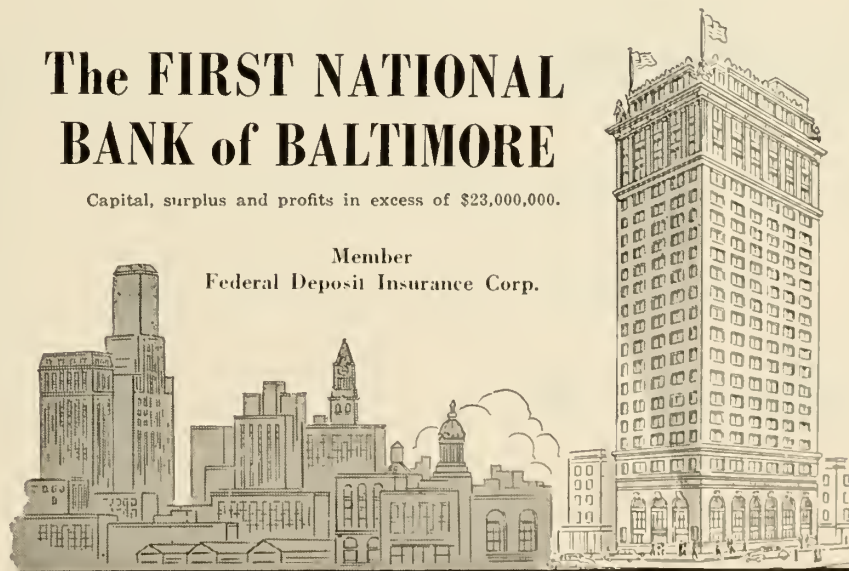 The FIRST NATIONAL
BANK of BALTIMORE
Capital, surplus and profits in excess of $23,000,000.
Member
Federal Deposit Insurance Corp.